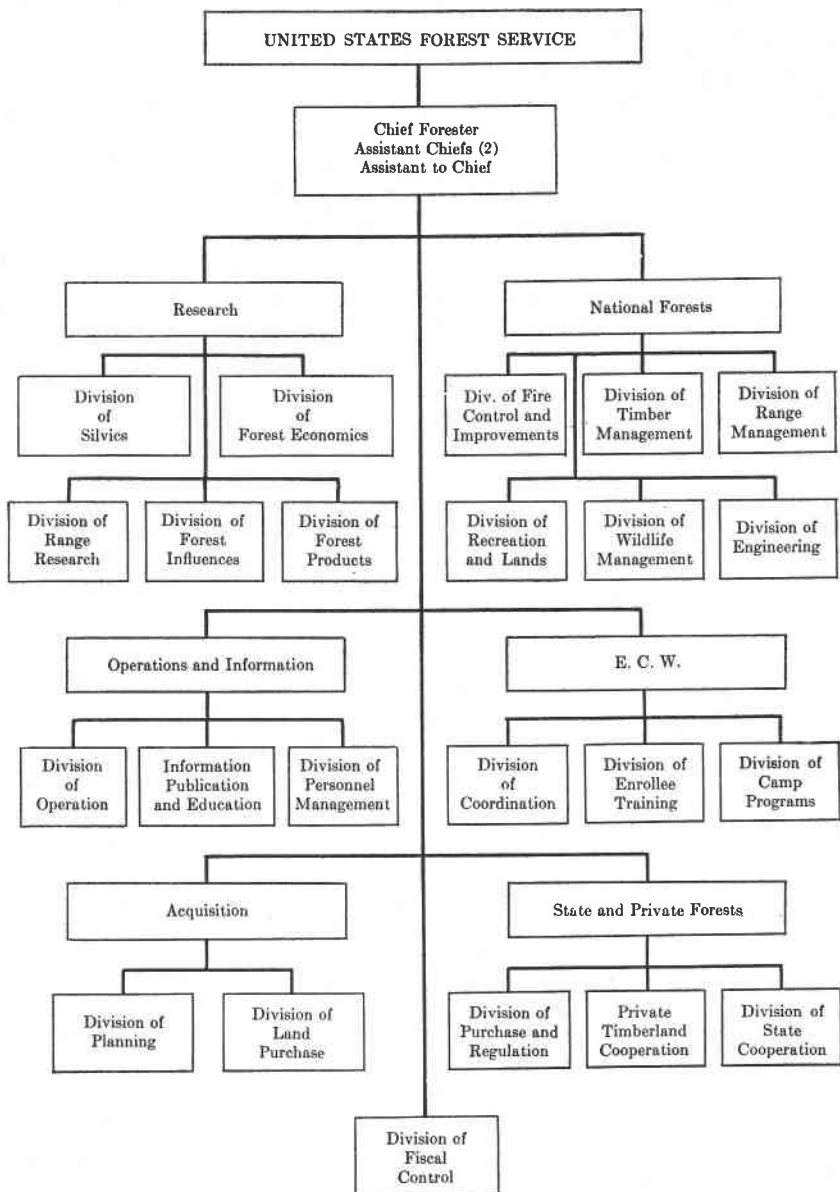 UNITED STATES FOREST SERVICE
Chief Forester
Assistant Chiefs (2)
Assistant to Chief
Research
National Forests
Division
of
Silvics
Division
of
Forest Economics
Div. of Fire
Control and
Improvements
Division of
Timber
Management
Division of
Range
Management
Division of
Range
Research
Division of
Forest
Influences
Division of
Forest
Products
Division of
Recreation
and Lands
Division of
Wildlife
Management
Division of
Engineering
Operations and Information
E. C. W.
Division
of
Operation
Information
Publication
and Education
Division of
Personnel
Management
Division
of
Coordination
Division of
Enrollee
Training
Division of
Camp
Programs
Acquisition
State and Private Forests
Division of
Planning
Division of
Land
Purchase
Division of
Purchase and
Regulation
Private
Timberland
Cooperation
Division of
State
Cooperation
Division of
Fiscal
Control